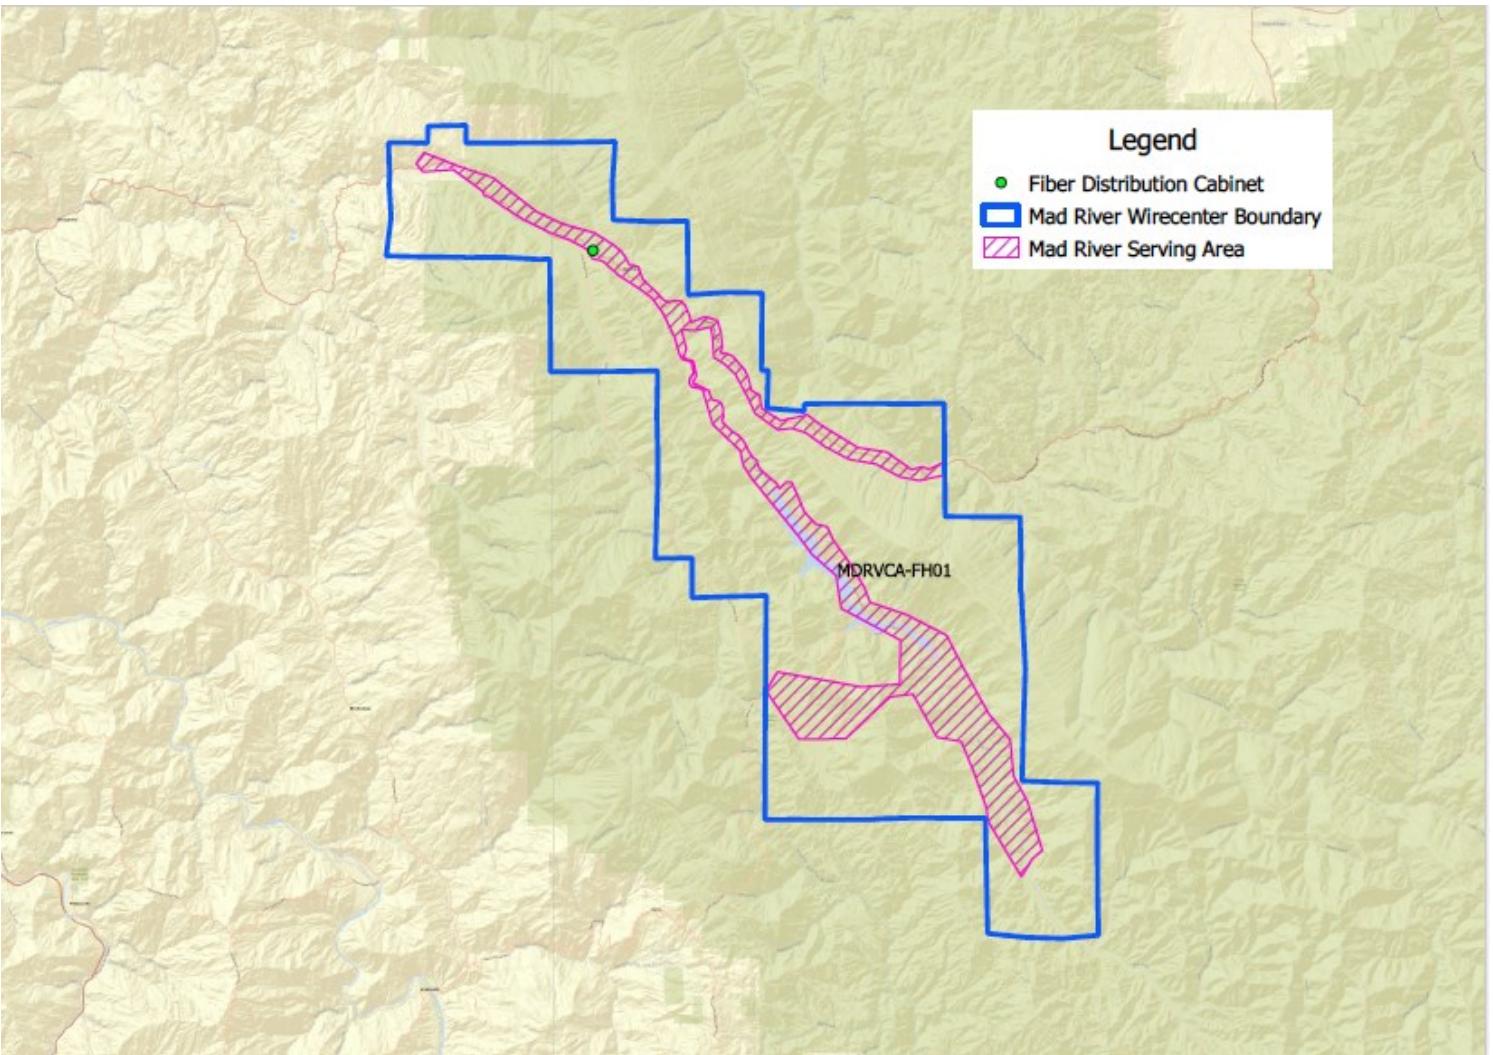 Legend
Fiber Distribution Cabinet
Mad River Wirecenter Boundary
Mad River Serving Area
MDRVCA-FH01